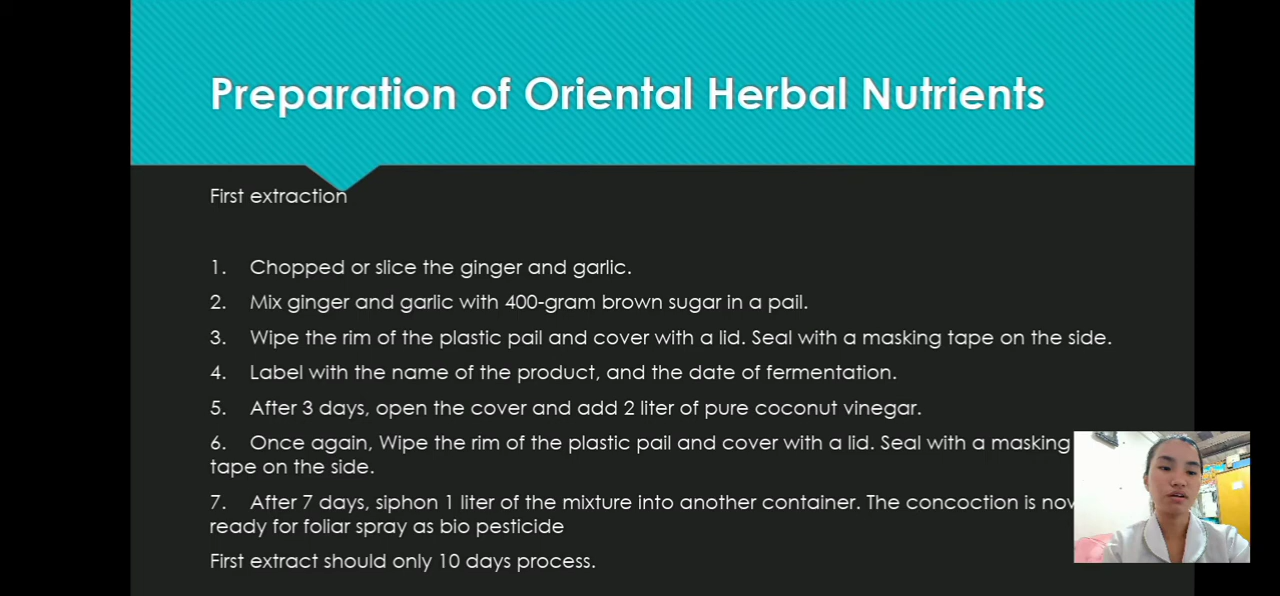 Preparation of Oriental Herbal Nutrients
First extraction
1. Chopped or slice the ginger and garlic.
2. Mix ginger and garlic with 400-gram brown sugar in a pail.
3. Wipe the rim of the plastic pail and cover with a lid. Seal with a masking tape on the side.
4. Label with the name of the product, and the date of fermentation.
5. After 3 days, open the cover and add 2 liter of pure coconut vinegar.
6. Once again, Wipe the rim of the plastic pail and cover with a lid. Seal with a masking
tape on the side.
7. After 7 days, siphon 1 liter of the mixture into another container. The concoction is now
ready for foliar spray as bio pesticide
First extract should only 10 days process.